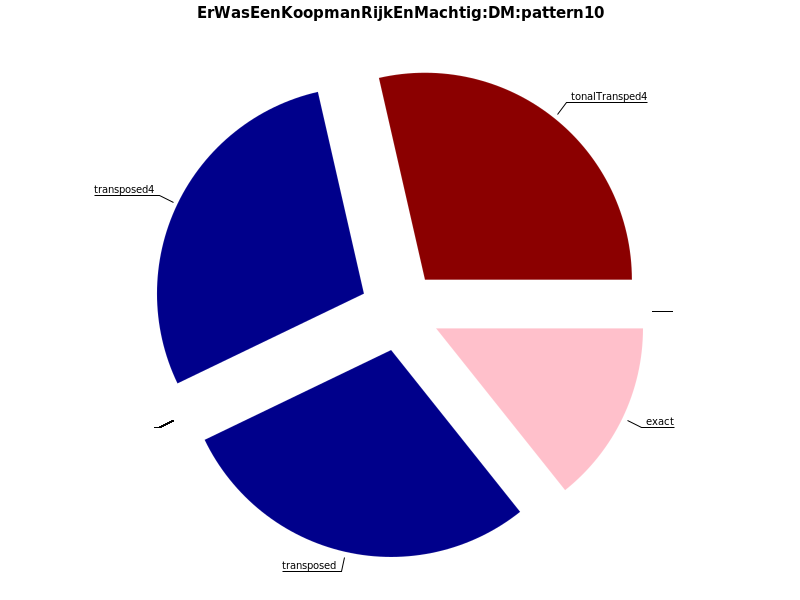 ErWasEenKoopmanRijkEnMachtig:DM:pattern10
tonalTransped4
transposed4
exact
transposed